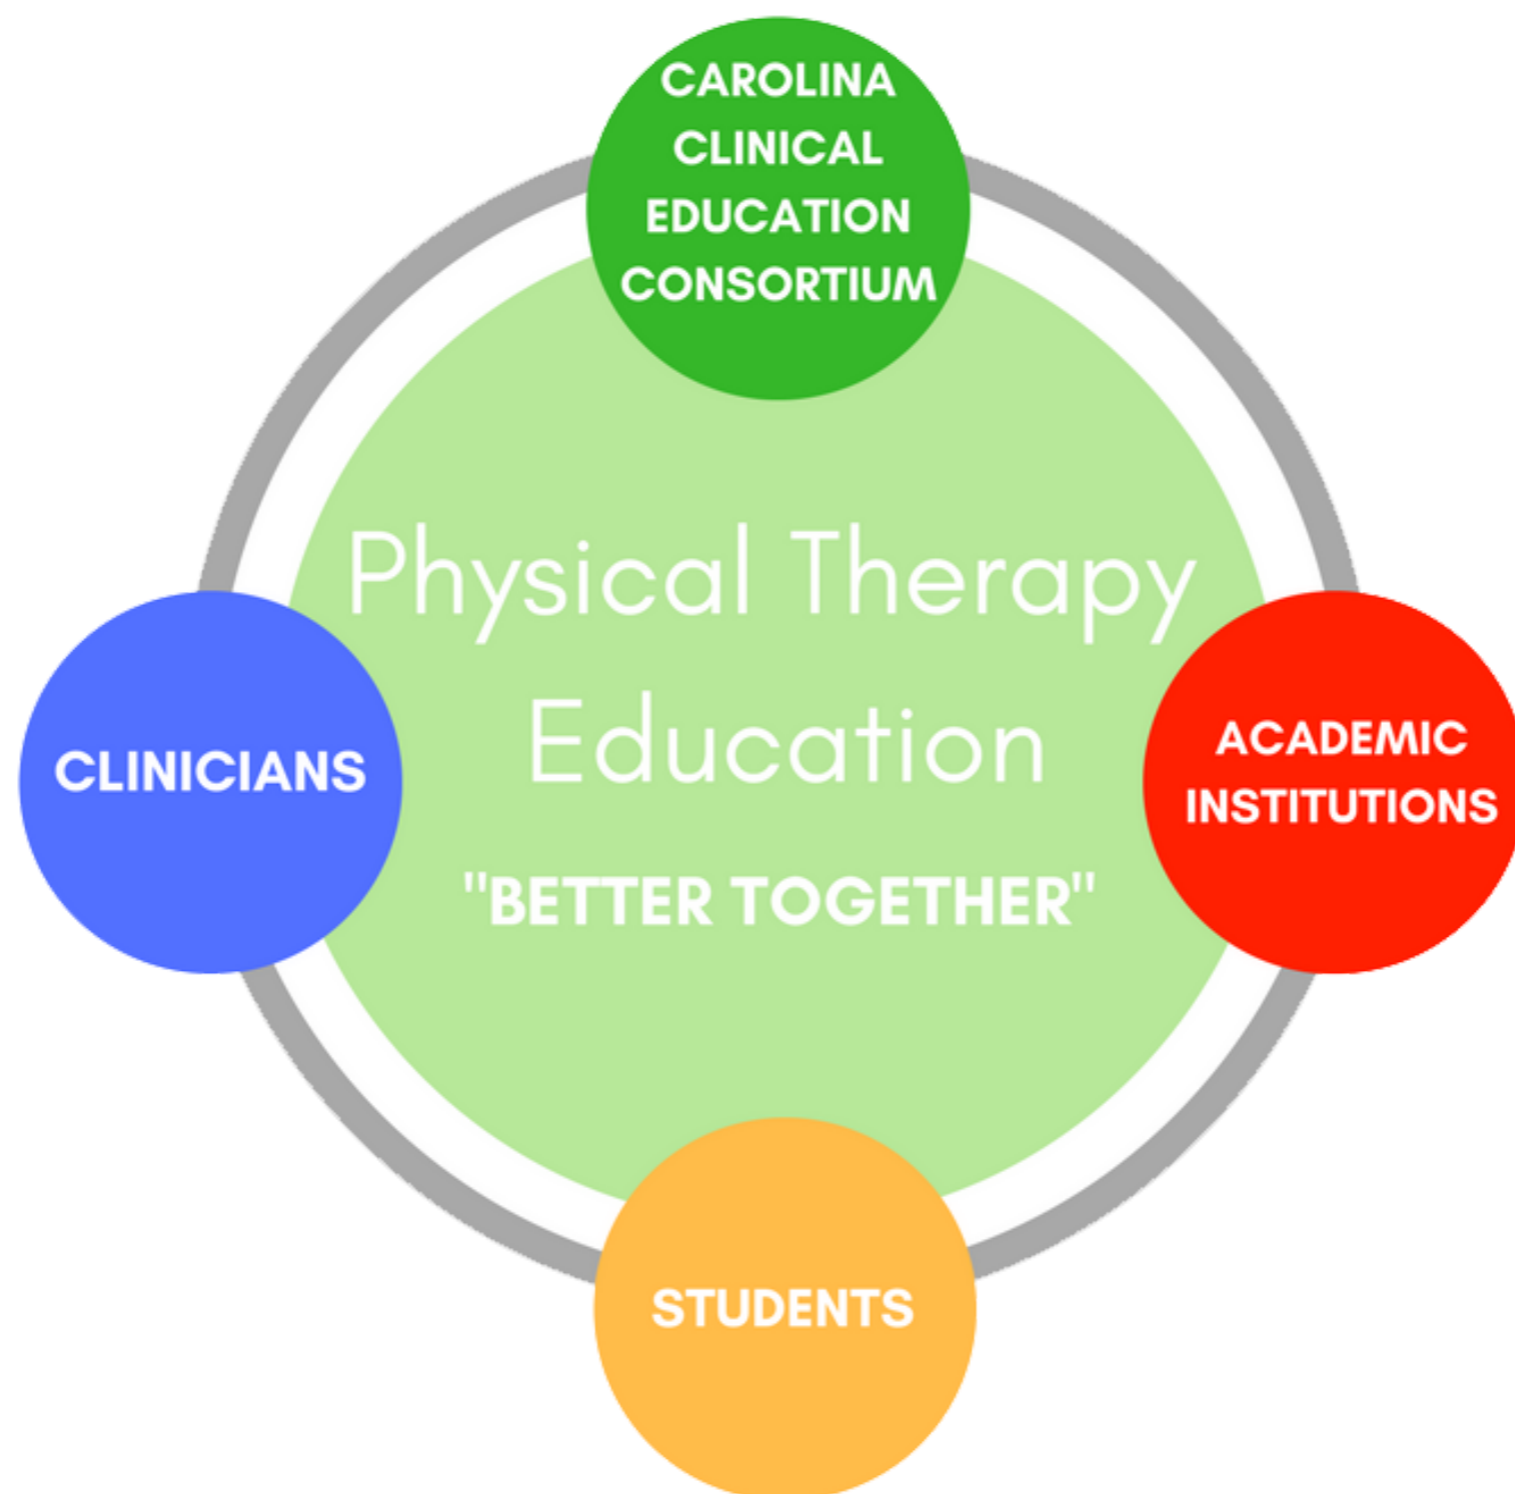 CAROLINA
CLINICAL
EDUCATION
CONSORTIUM
Physical Therapy
Education
"BETTER TOGETHER"
CLINICIANS
ACADEMIC
INSTITUTIONS
STUDENTS